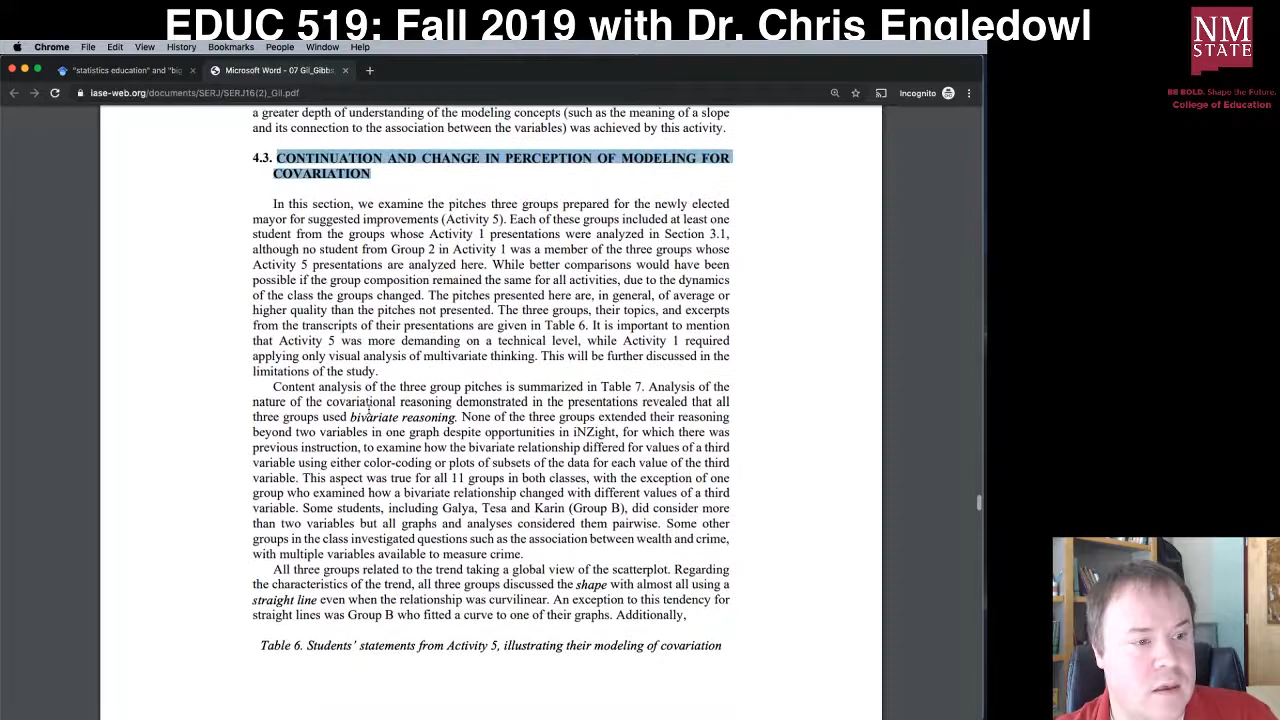 EDUC 519: Fall 2019 with Dr. Chris Engledowl
NM
STATE
BE BOLD. Shape the Future.
College of Education
Chrome File Edit View History Bookmarks People Window Help
"statistics education" and "big
Microsoft Word - 07 Gil_Gibbs
iase-web.org/documents/SERJ/SERJ16(2)_Gil.pdf
Incognito
a greater depth of understanding of the modeling concepts (such as the meaning of a slope
and its connection to the association between the variables) was achieved by this activity.
4.3. CONTINUATION AND CHANGE IN PERCEPTION OF MODELING FOR
COVARIATION
In this section, we examine the pitches three groups prepared for the newly elected
mayor for suggested improvements (Activity 5). Each of these groups included at least one
student from the groups whose Activity 1 presentations were analyzed in Section 3.1,
although no student from Group 2 in Activity 1 was a member of the three groups whose
Activity 5 presentations are analyzed here. While better comparisons would have been
possible if the group composition remained the same for all activities, due to the dynamics
of the class the groups changed. The pitches presented here are, in general, of average or
higher quality than the pitches not presented. The three groups, their topics, and excerpts
from the transcripts of their presentations are given in Table 6. It is important to mention
that Activity 5 was more demanding on a technical level, while Activity 1 required
applying only visual analysis of multivariate thinking. This will be further discussed in the
limitations of the study.
Content analysis of the three group pitches is summarized in Table 7. Analysis of the
nature of the covariational reasoning demonstrated in the presentations revealed that all
three groups used bivariate reasoning. None of the three groups extended their reasoning
beyond two variables in one graph despite opportunities in iNZight, for which there was
previous instruction, to examine how the bivariate relationship differed for values of a third
variable using either color-coding or plots of subsets of the data for each value of the third
variable. This aspect was true for all 11 groups in both classes, with the exception of one
group who examined how a bivariate relationship changed with different values of a third
variable. Some students, including Galya, Tesa and Karin (Group B), did consider more
than two variables but all graphs and analyses considered them pairwise. Some other
groups in the class investigated questions such as the association between wealth and crime,
with multiple variables available to measure crime.
All three groups related to the trend taking a global view of the scatterplot. Regarding
the characteristics of the trend, all three groups discussed the shape with almost all using a
straight line even when the relationship was curvilinear. An exception to this tendency for
straight lines was Group B who fitted a curve to one of their graphs. Additionally,
Table 6. Students' statements from Activity 5, illustrating their modeling of covariation